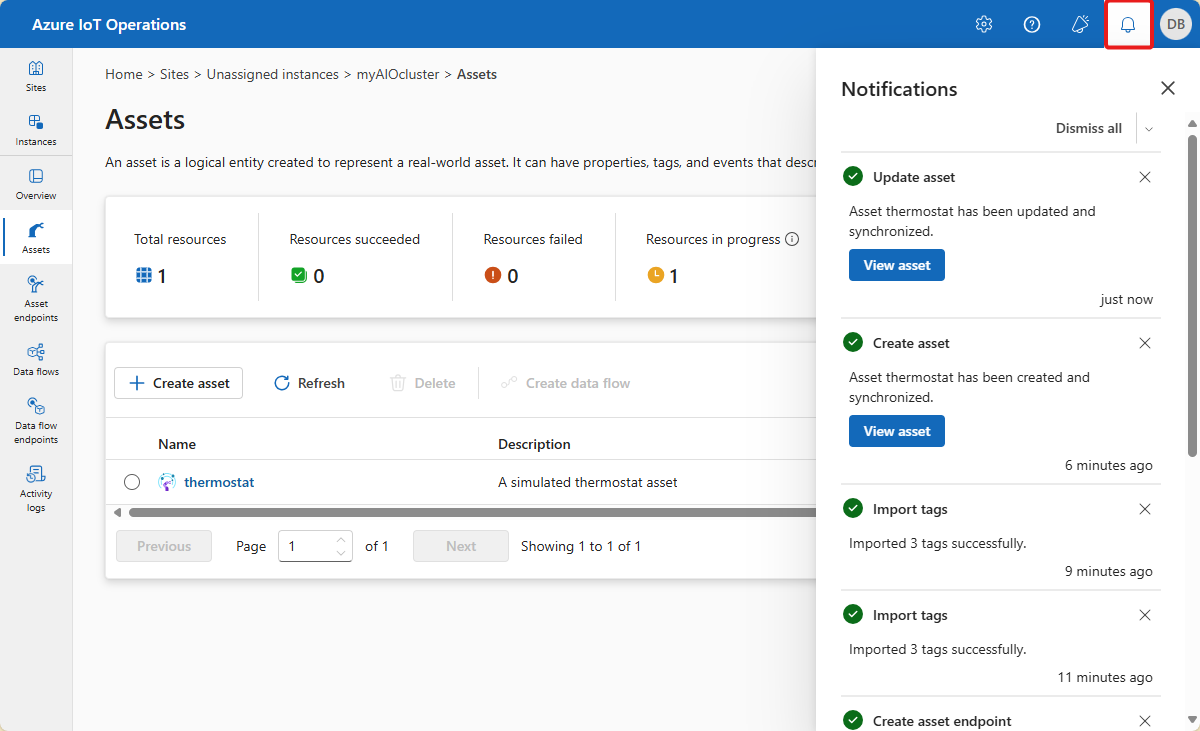 Azure IoT Operations
DB
Sites
Instances
Overview
Assets
Asset
endpoints
Data flows
Data flow
endpoints
Activity
logs
Home > Sites > Unassigned instances > myAIOcluster > Assets
Assets
An asset is a logical entity created to represent a real-world asset. It can have properties, tags, and events that descr
Total resources
1
Resources succeeded
0
Resources failed
0
Resources in progress
1
Create asset
Refresh
Delete
Create data flow
Name
Description
thermostat
A simulated thermostat asset
Previous
Page
1
of 1
Next
Showing 1 to 1 of 1
Notifications
Dismiss all
Update asset
Asset thermostat has been updated and
synchronized.
View asset
just now
Create asset
Asset thermostat has been created and
synchronized.
View asset
6 minutes ago
Import tags
Imported 3 tags successfully.
9 minutes ago
Import tags
Imported 3 tags successfully.
11 minutes ago
Create asset endpoint